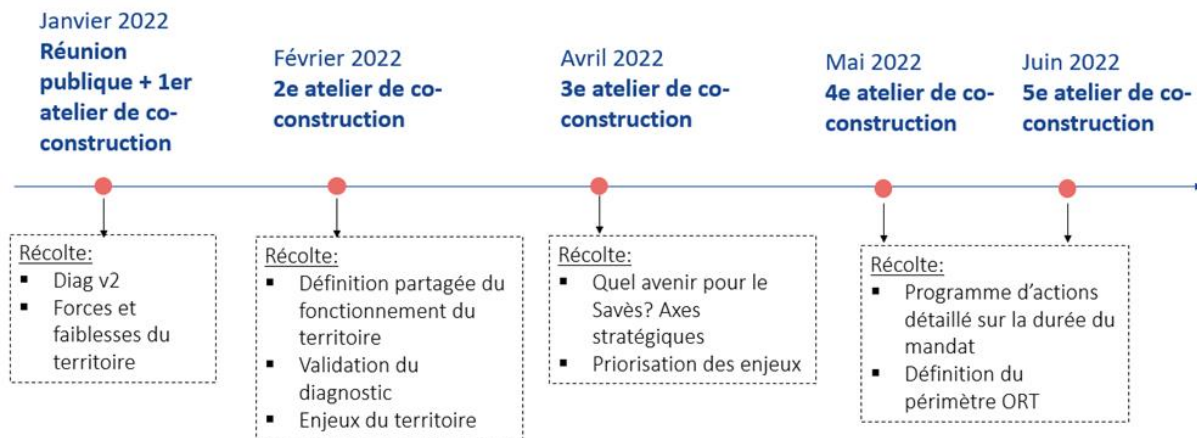 Janvier 2022
Réunion
publique + 1er
atelier de co-
construction
Février 2022
2e atelier de co-
construction
Avril 2022
3e atelier de co-
construction
Mai 2022
4e atelier de co-
construction
Juin 2022
5e atelier de co-
construction
Récolte:
▪ Diag v2
▪ Forces et
faiblesses du
territoire
Récolte:
▪ Définition partagée du
fonctionnement du
territoire
▪ Validation du
diagnostic
▪ Enjeux du territoire
Récolte:
▪ Quel avenir pour le
Savès? Axes
stratégiques
▪ Priorisation des enjeux
Récolte:
▪ Programme d’actions
détaillé sur la durée du
mandat
▪ Définition du
périmètre ORT